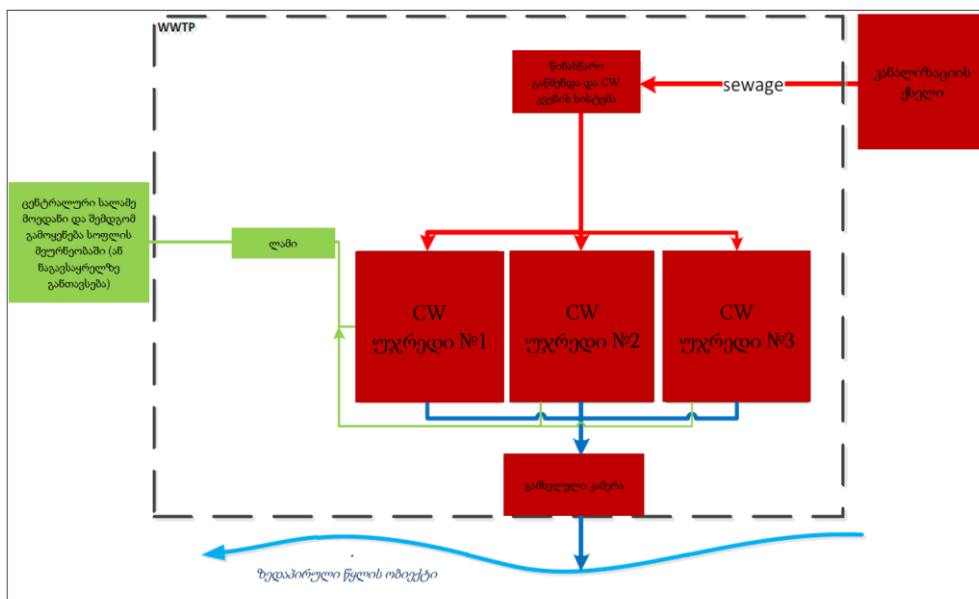 WWTP
წინასწარი
გაწმენდა და CW
კვების სისტემა
sewage
კანალიზაციის
ქსელი
ცენტრალური სალამე
მოედანი და შემდგომ
გამოყენება სოფლის
მეურნეობაში (ან
ნაგავსაყრელზე
განთავსება)
ლამი
CW
უჯრედი №1
CW
უჯრედი №2
CW
უჯრედი №3
გამსვლელი კამერა
ზედაპირული წყლის ობიექტი